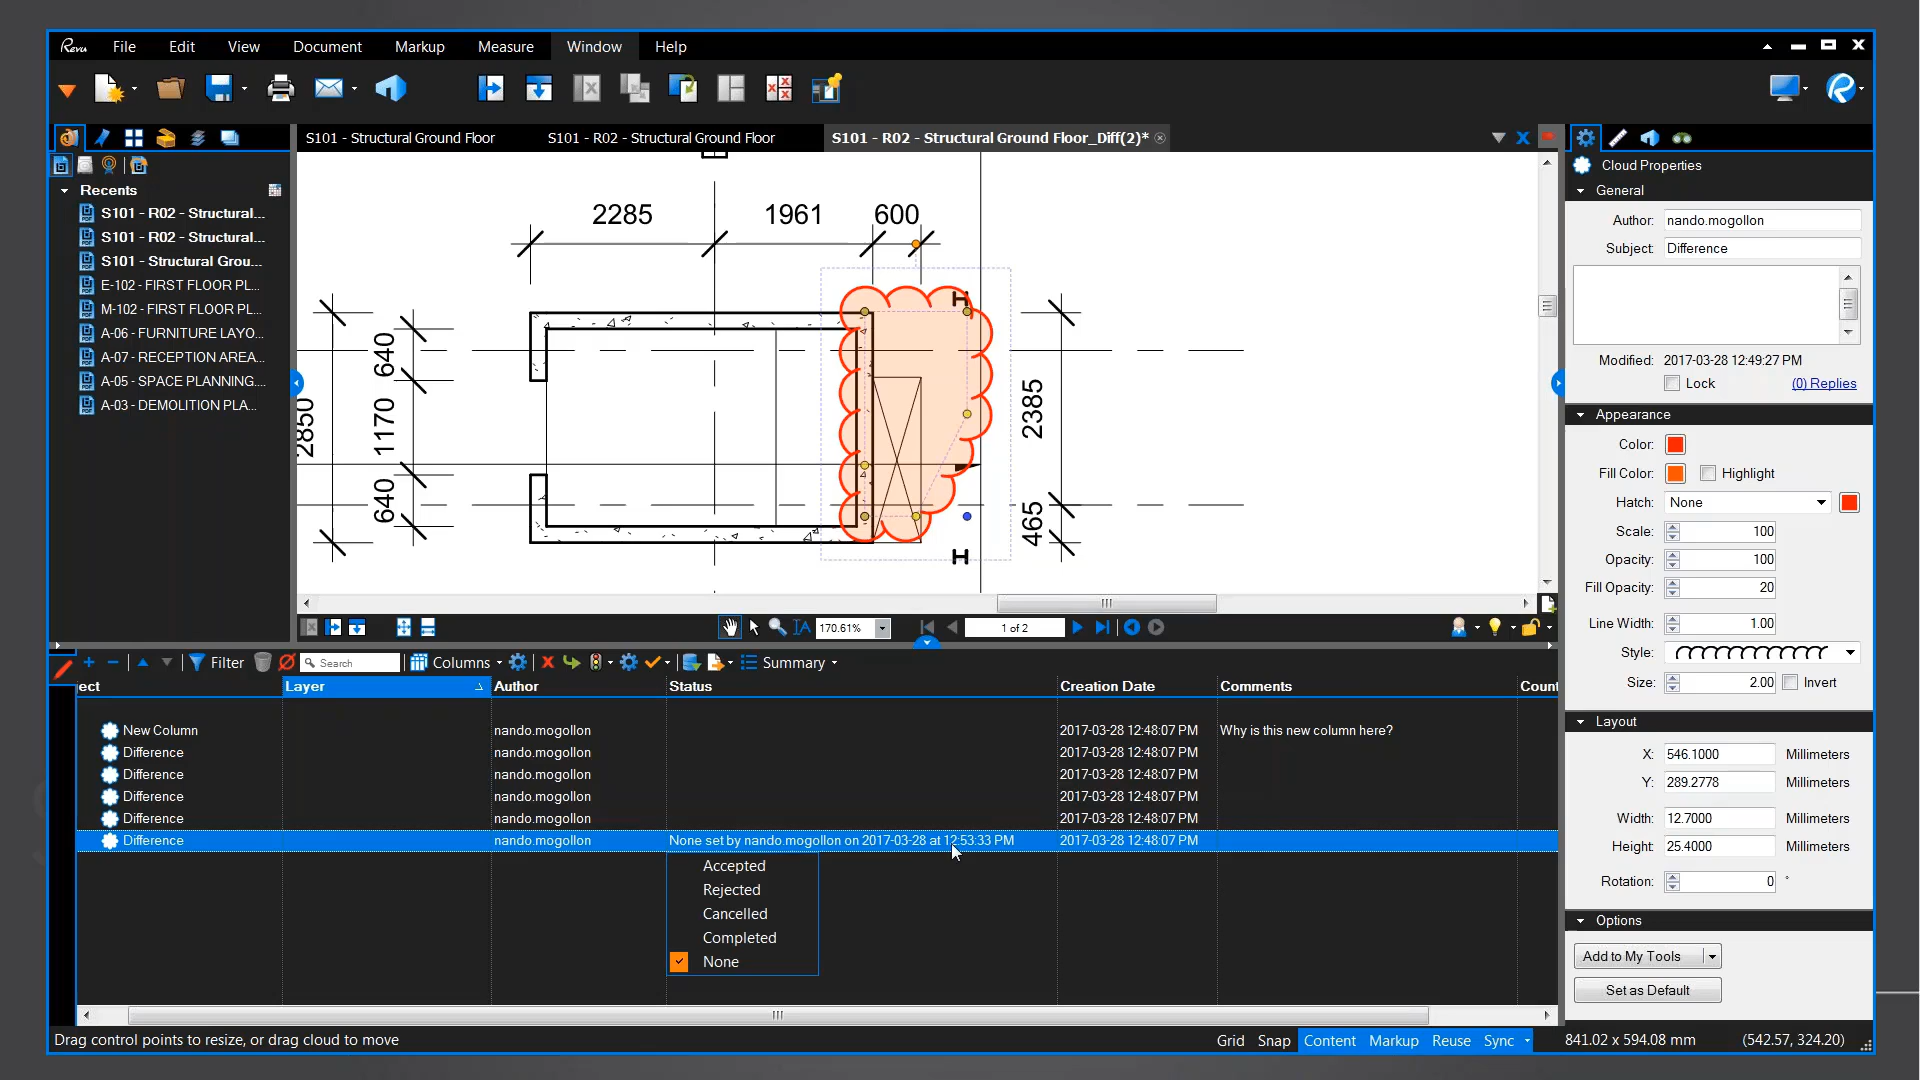 Revu File Edit View Document Markup Measure Window Help
S101 - Structural Ground Floor S101 - R02 - Structural Ground Floor S101 - R02 - Structural Ground Floor_Diff(2)*
Recents
S101 - R02 - Structural...
S101 - R02 - Structural...
S101 - Structural Grou...
E-102 - FIRST FLOOR PL...
M-102 - FIRST FLOOR PL...
A-06 - FURNITURE LAYO...
A-07 - RECEPTION AREA...
A-05 - SPACE PLANNING....
A-03 - DEMOLITION PLA...
2285 1961 600
H
640
1170
2850
640
2385
465
H
170.61% 1 of 2
Cloud Properties
General
Author: nando.mogollon
Subject: Difference
Modified: 2017-03-28 12:49:27 PM
Lock (0) Replies
Appearance
Color:
Fill Color: Highlight
Hatch: None
Scale: 100
Opacity: 100
Fill Opacity: 20
Line Width: 1.00
Style:
Size: 2.00 Invert
Layout
X: 546.1000 Millimeters
Y: 289.2778 Millimeters
Width: 12.7000 Millimeters
Height: 25.4000 Millimeters
Rotation: 0 °
Options
Add to My Tools
Set as Default
Filter Search Columns Summary
ect Layer Author Status Creation Date Comments Count
New Column nando.mogollon 2017-03-28 12:48:07 PM Why is this new column here?
Difference nando.mogollon 2017-03-28 12:48:07 PM
Difference nando.mogollon 2017-03-28 12:48:07 PM
Difference nando.mogollon 2017-03-28 12:48:07 PM
Difference nando.mogollon 2017-03-28 12:48:07 PM
Difference nando.mogollon None set by nando.mogollon on 2017-03-28 at 12:53:33 PM 2017-03-28 12:48:07 PM
Accepted
Rejected
Cancelled
Completed
None
Drag control points to resize, or drag cloud to move Grid Snap Content Markup Reuse Sync 841.02 x 594.08 mm (542.57, 324.20)